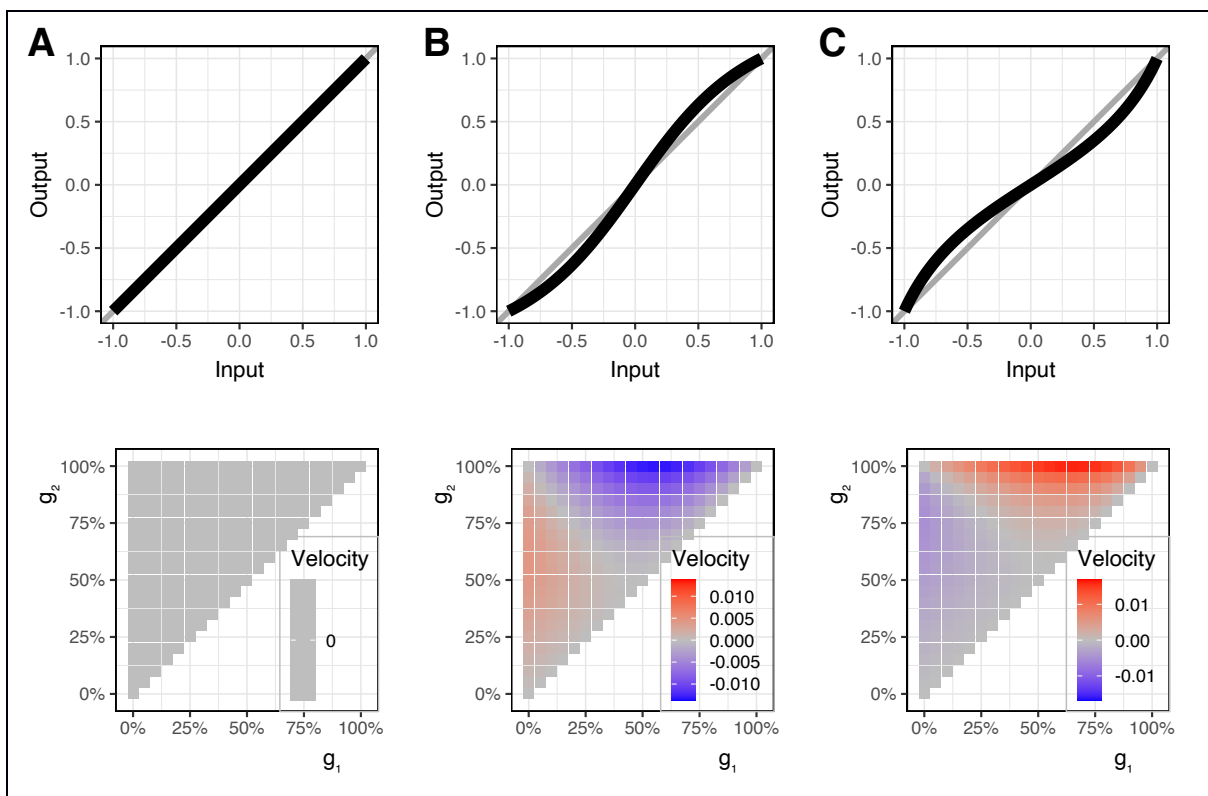 A B C
1.0 1.0 1.0
0.5 0.5 0.5
0.0 0.0 0.0
-0.5 -0.5 -0.5
-1.0 -1.0 -1.0
Output Output Output
-1.0 -0.5 0.0 0.5 1.0 -1.0 -0.5 0.0 0.5 1.0 -1.0 -0.5 0.0 0.5 1.0
Input Input Input
100% 100% 100%
g₂ g₂ g₂
75% 75% 75%
Velocity Velocity Velocity
50% 50% 50%
0.010 0.01
0.005
0 0.000 0.00
25% 25% 25%
-0.005
-0.010 -0.01
0% 0% 0%
0% 25% 50% 75% 100% 0% 25% 50% 75% 100% 0% 25% 50% 75% 100%
g₁ g₁ g₁